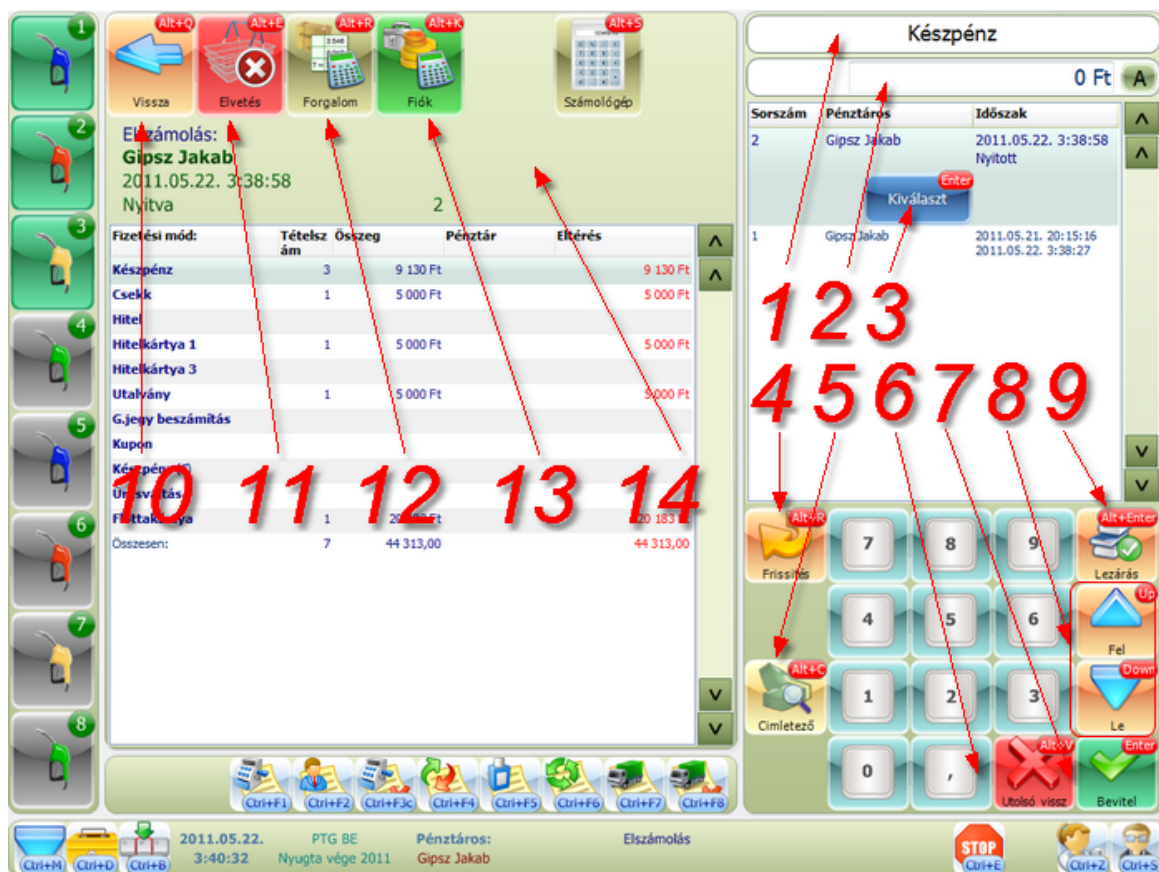 1
2
3
4
5
6
7
8
Alt+Q
Vissza
Alt+E
Elvetés
Alt+R
Forgalom
Alt+K
Fiók
Alt+S
Számológép
Elszámolás:
Gipsz Jakab
2011.05.22. 3:38:58
Nyitva 2
Fizetési mód: Tételsz Összeg Pénztár Eltérés
ám
Készpénz 3 9 130 Ft 9 130 Ft
Csekk 1 5 000 Ft 5 000 Ft
Hitel
Hitelkártya 1 1 5 000 Ft 5 000 Ft
Hitelkártya 3
Utalvány 1 5 000 Ft 5 000 Ft
G.jegy beszámítás
Kupon
Flottakártya 1 183 Ft
Összesen: 7 44 313,00 44 313,00
10 11 12 13 14
Készpénz
0 Ft A
Sorszám Pénztáros Időszak
2 Gipsz Jakab 2011.05.22. 3:38:58
Nyitott
Enter
Kiválaszt
1 Gipsz Jakab 2011.05.21. 20:15:16
2011.05.22. 3:38:27
1 2 3
4 5 6 7 8 9
Alt+R
Frissítés
7
8
9
Alt+Enter
Lezárás
4
5
6
Up
Fel
Alt+C
Cimletező
1
2
3
Down
Le
0
,
Alt+V
Utolsó vissz
Enter
Bevitel
Ctrl+F1 Ctrl+F2 Ctrl+F3c Ctrl+F4 Ctrl+F5 Ctrl+F6 Ctrl+F7 Ctrl+F8
Ctrl+M Ctrl+D Ctrl+B
2011.05.22. PTG BE Pénztáros: Elszámolás
3:40:32 Nyugta vége 2011 Gipsz Jakab
STOP
Ctrl+E
Ctrl+Z
Ctrl+S